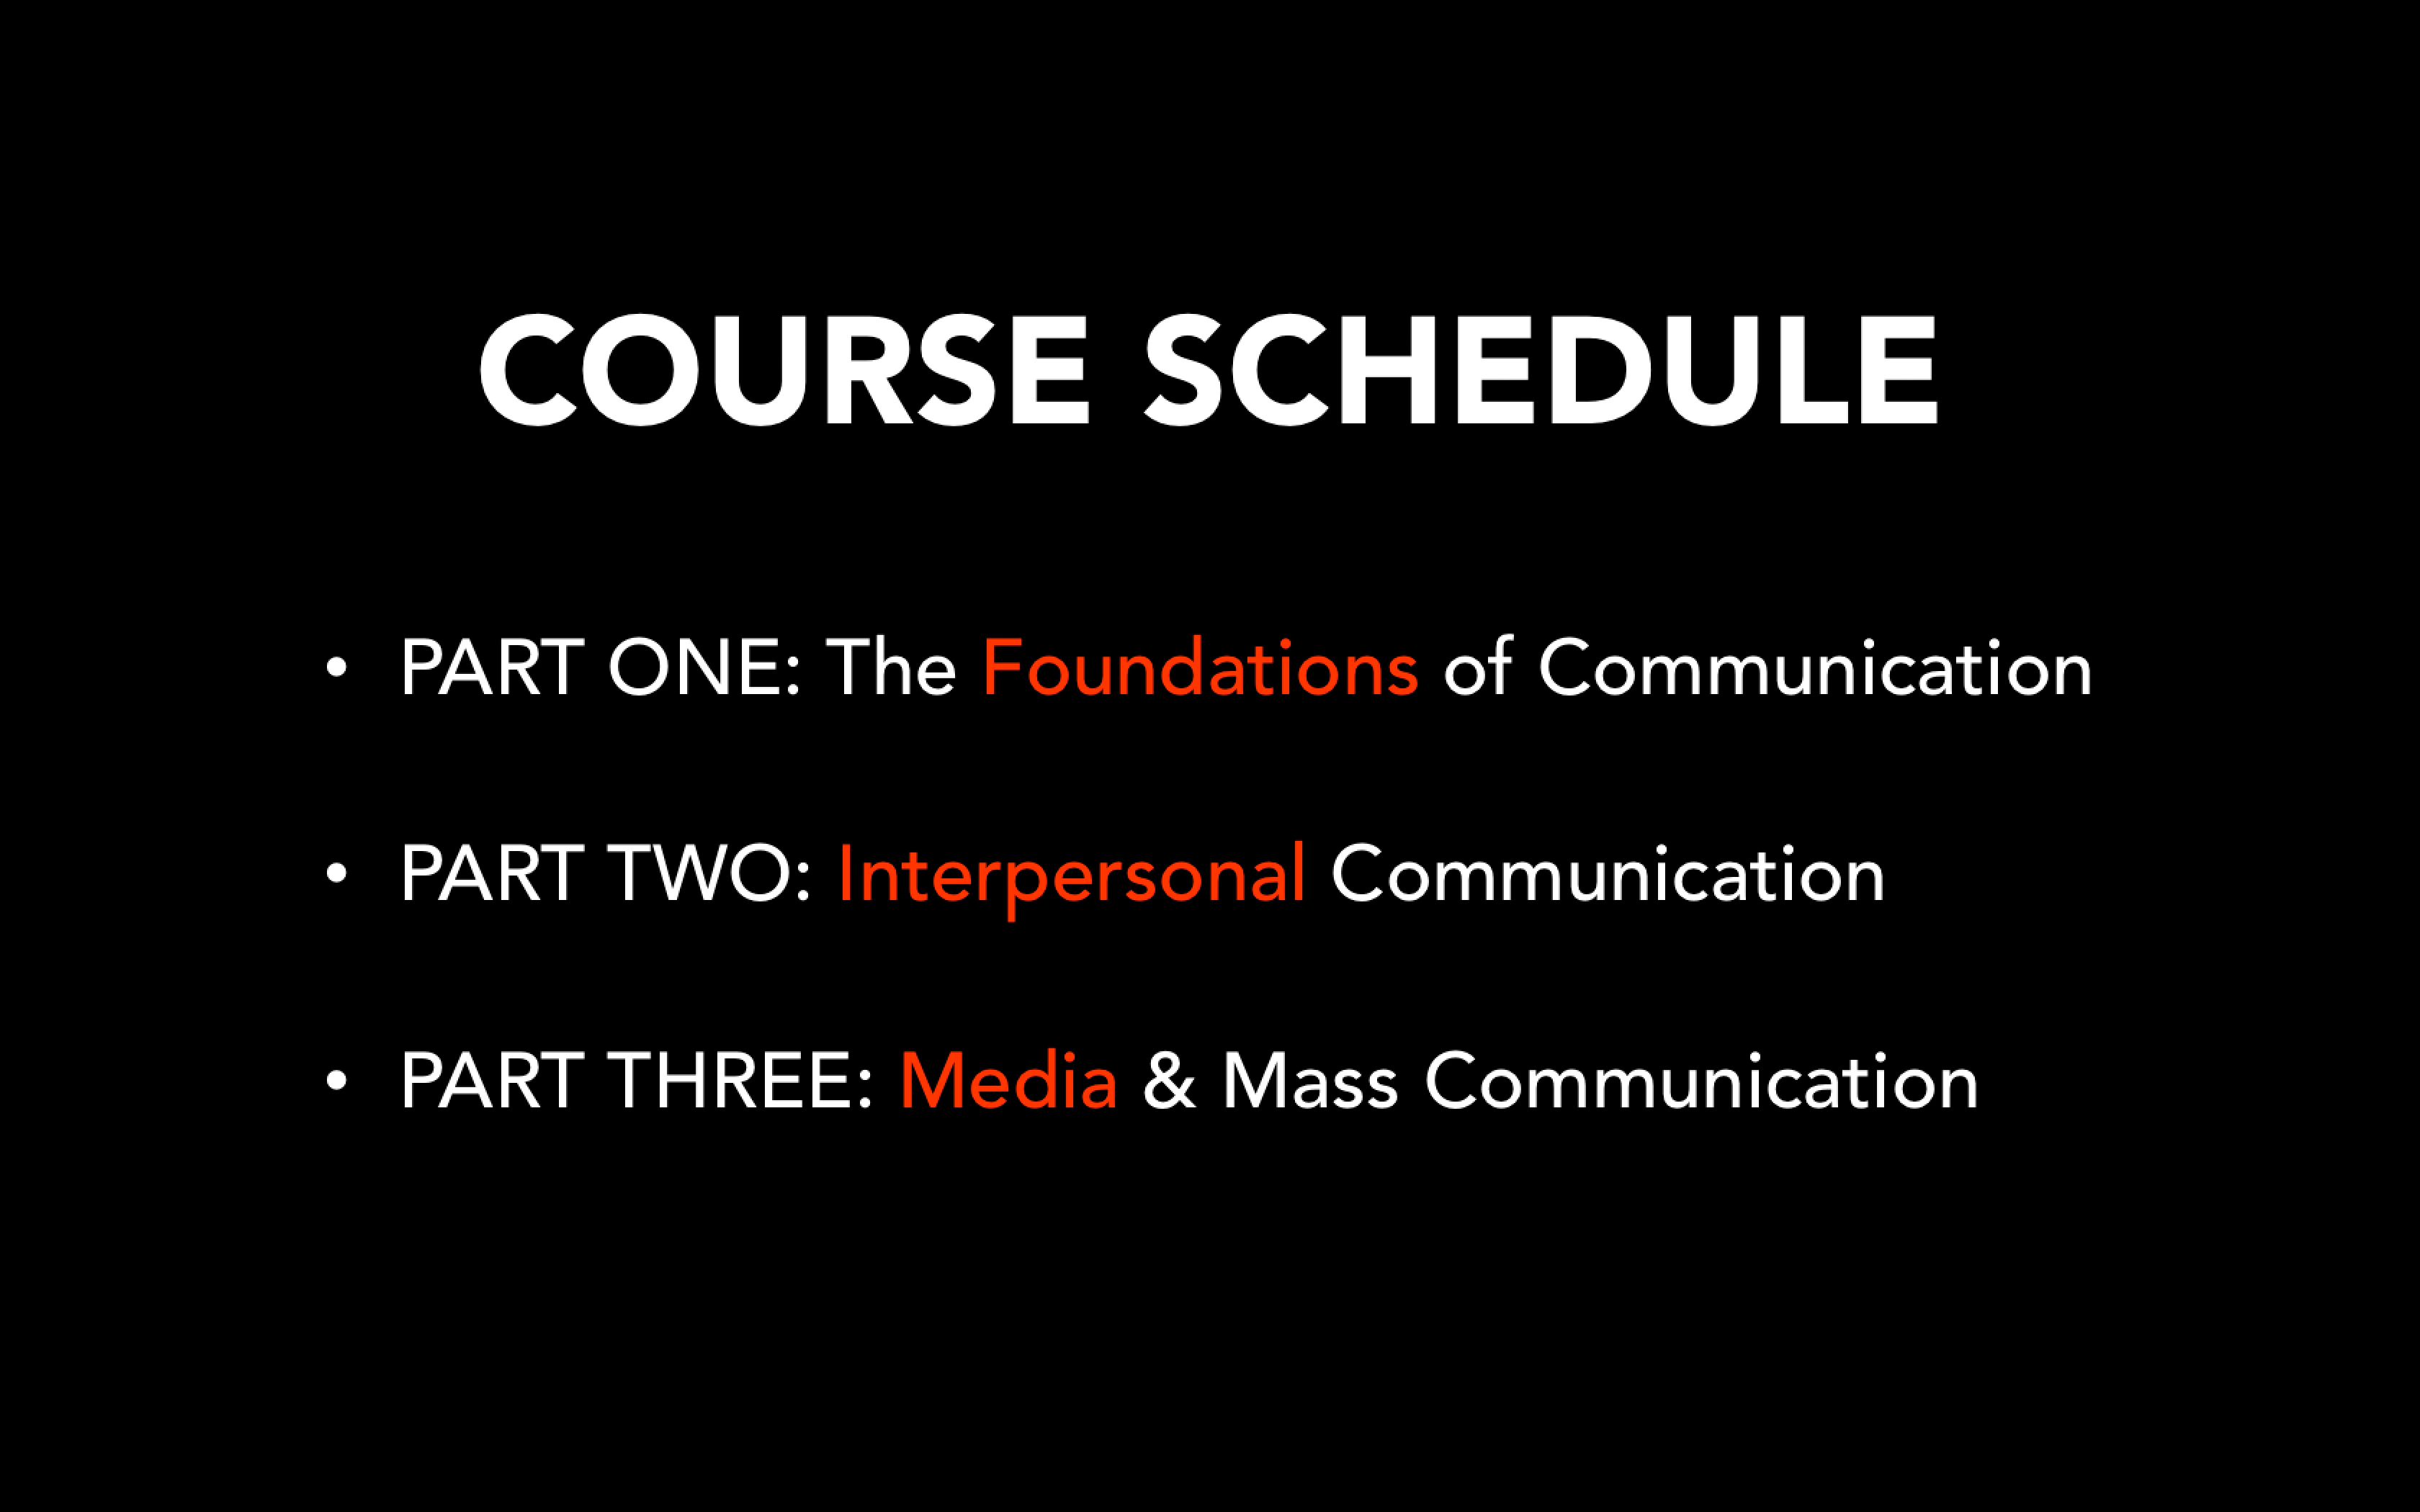 COURSE SCHEDULE
• PART ONE: The Foundations of Communication
• PART TWO: Interpersonal Communication
• PART THREE: Media & Mass Communication